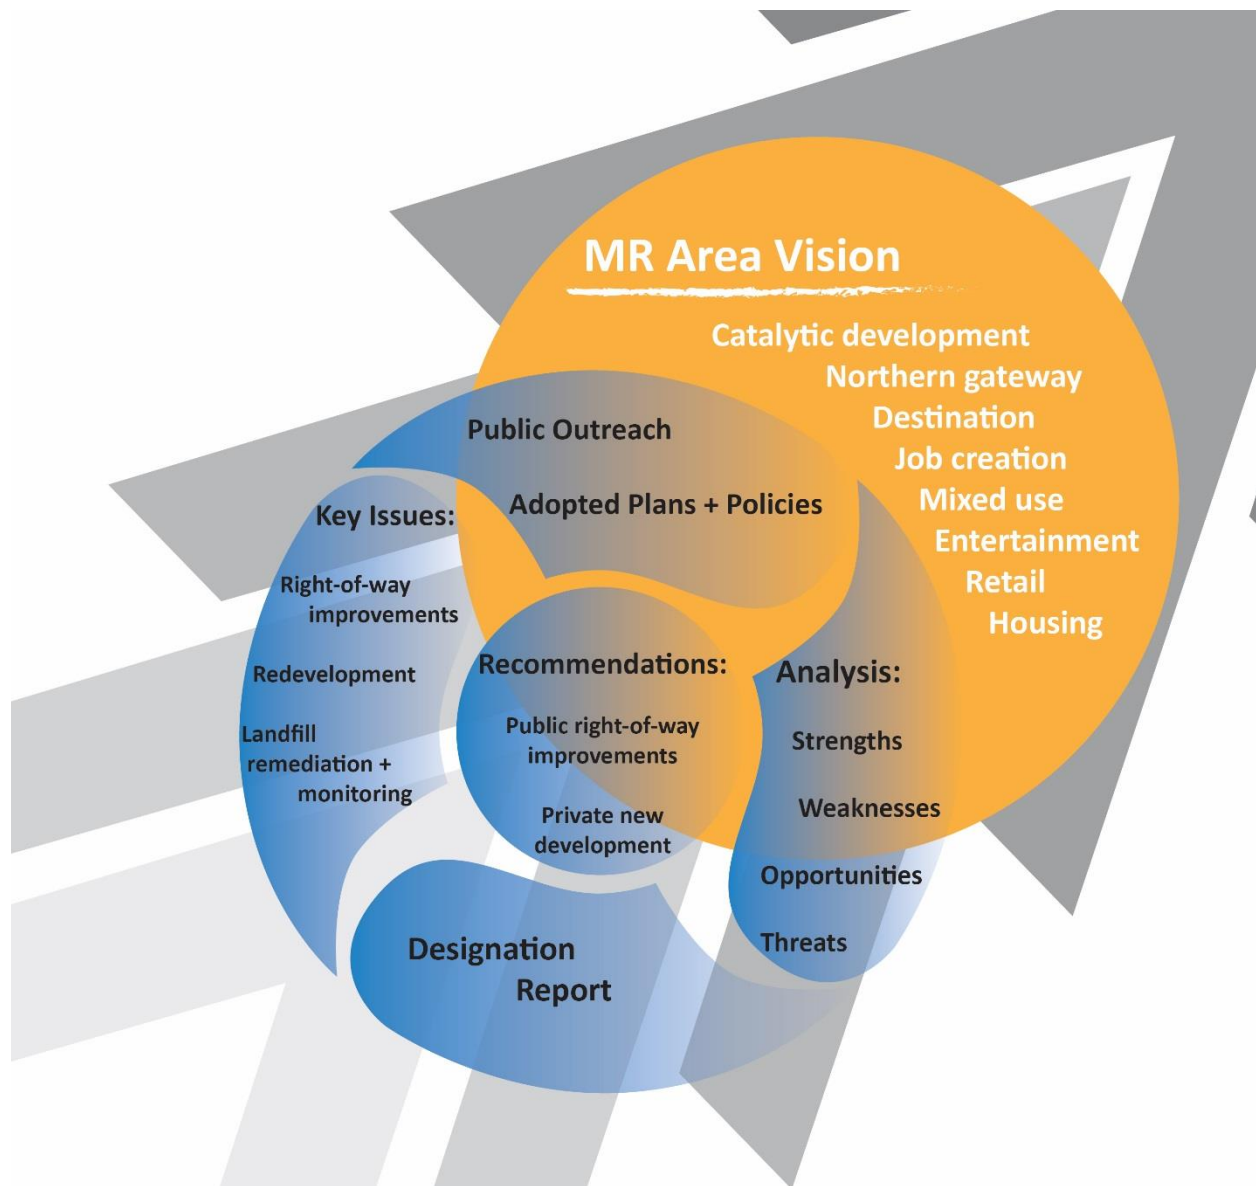 MR Area Vision
Catalytic development
Northern gateway
Destination
Job creation
Mixed use
Entertainment
Retail
Housing
Public Outreach
Adopted Plans + Policies
Key Issues:
Right-of-way
improvements
Redevelopment
Landfill
remediation +
monitoring
Recommendations:
Public right-of-way
improvements
Private new
development
Analysis:
Strengths
Weaknesses
Opportunities
Threats
Designation
Report